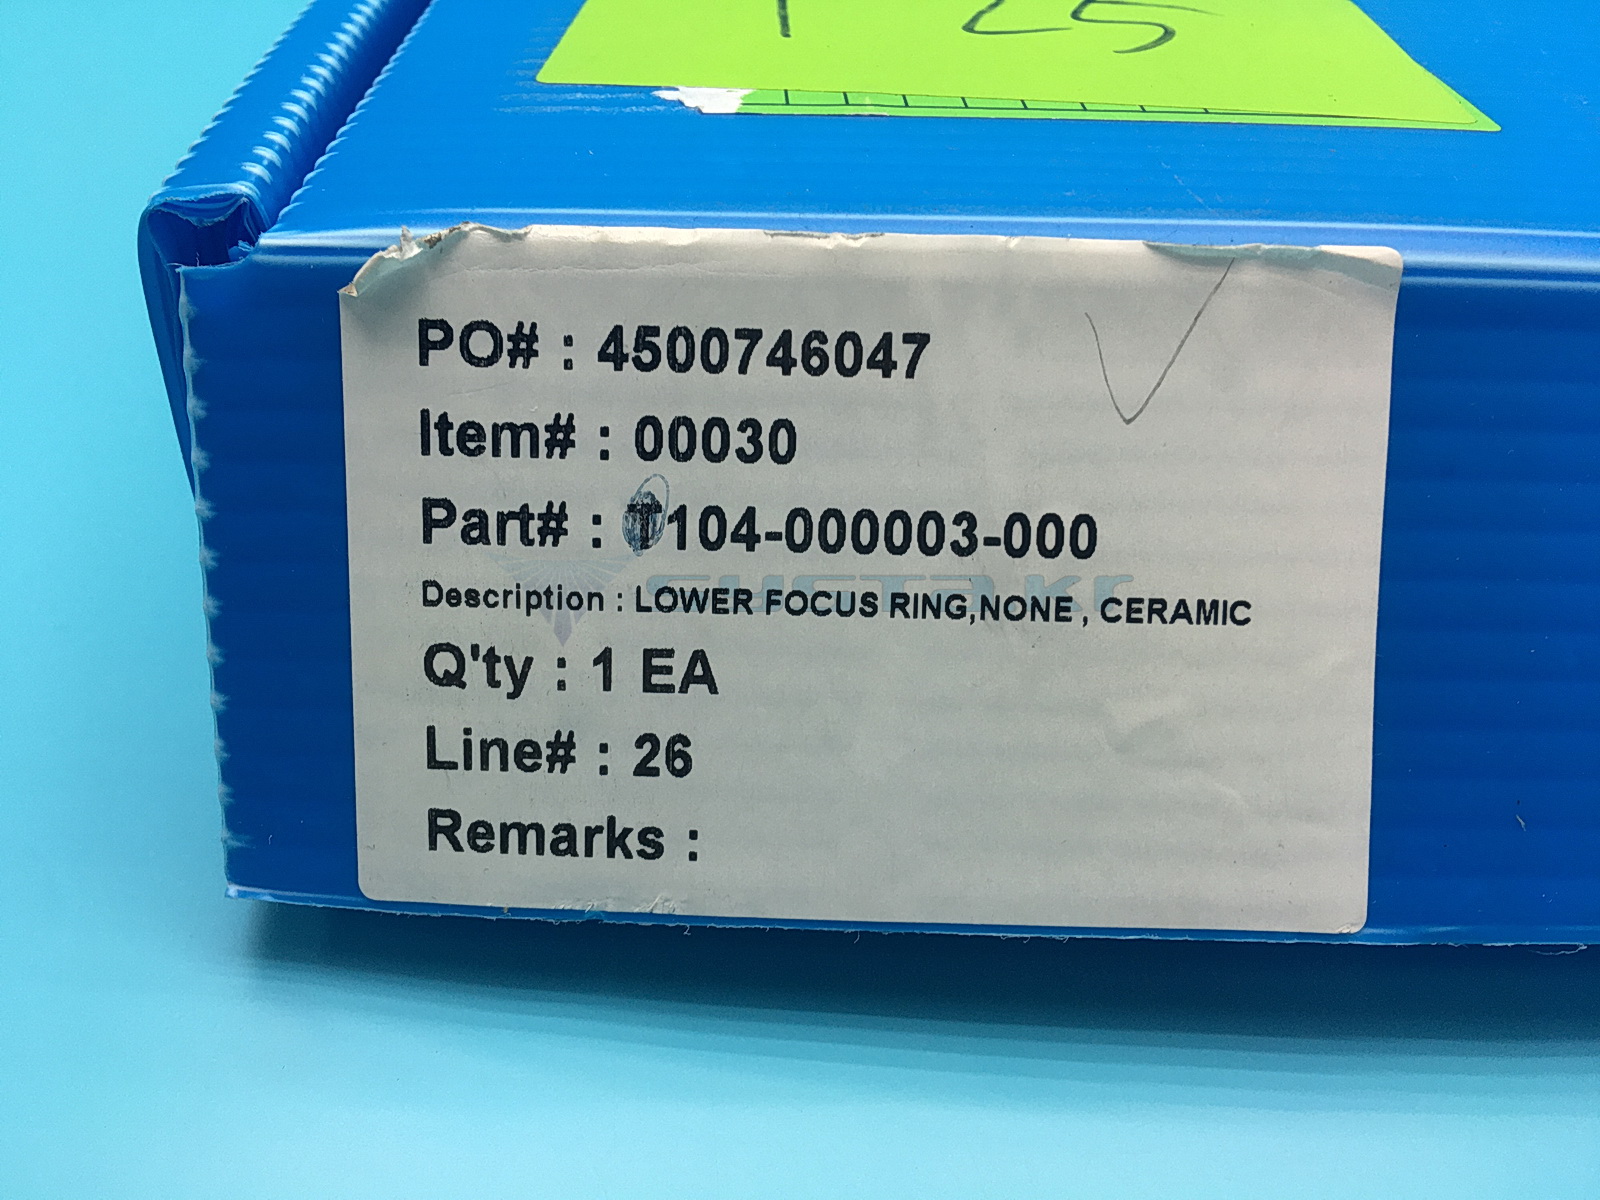 25
PO# : 4500746047
Item# : 00030
Part# : T104-000003-000
Description : LOWER FOCUS RING,NONE , CERAMIC
Q'ty : 1 EA
Line# : 26
Remarks :